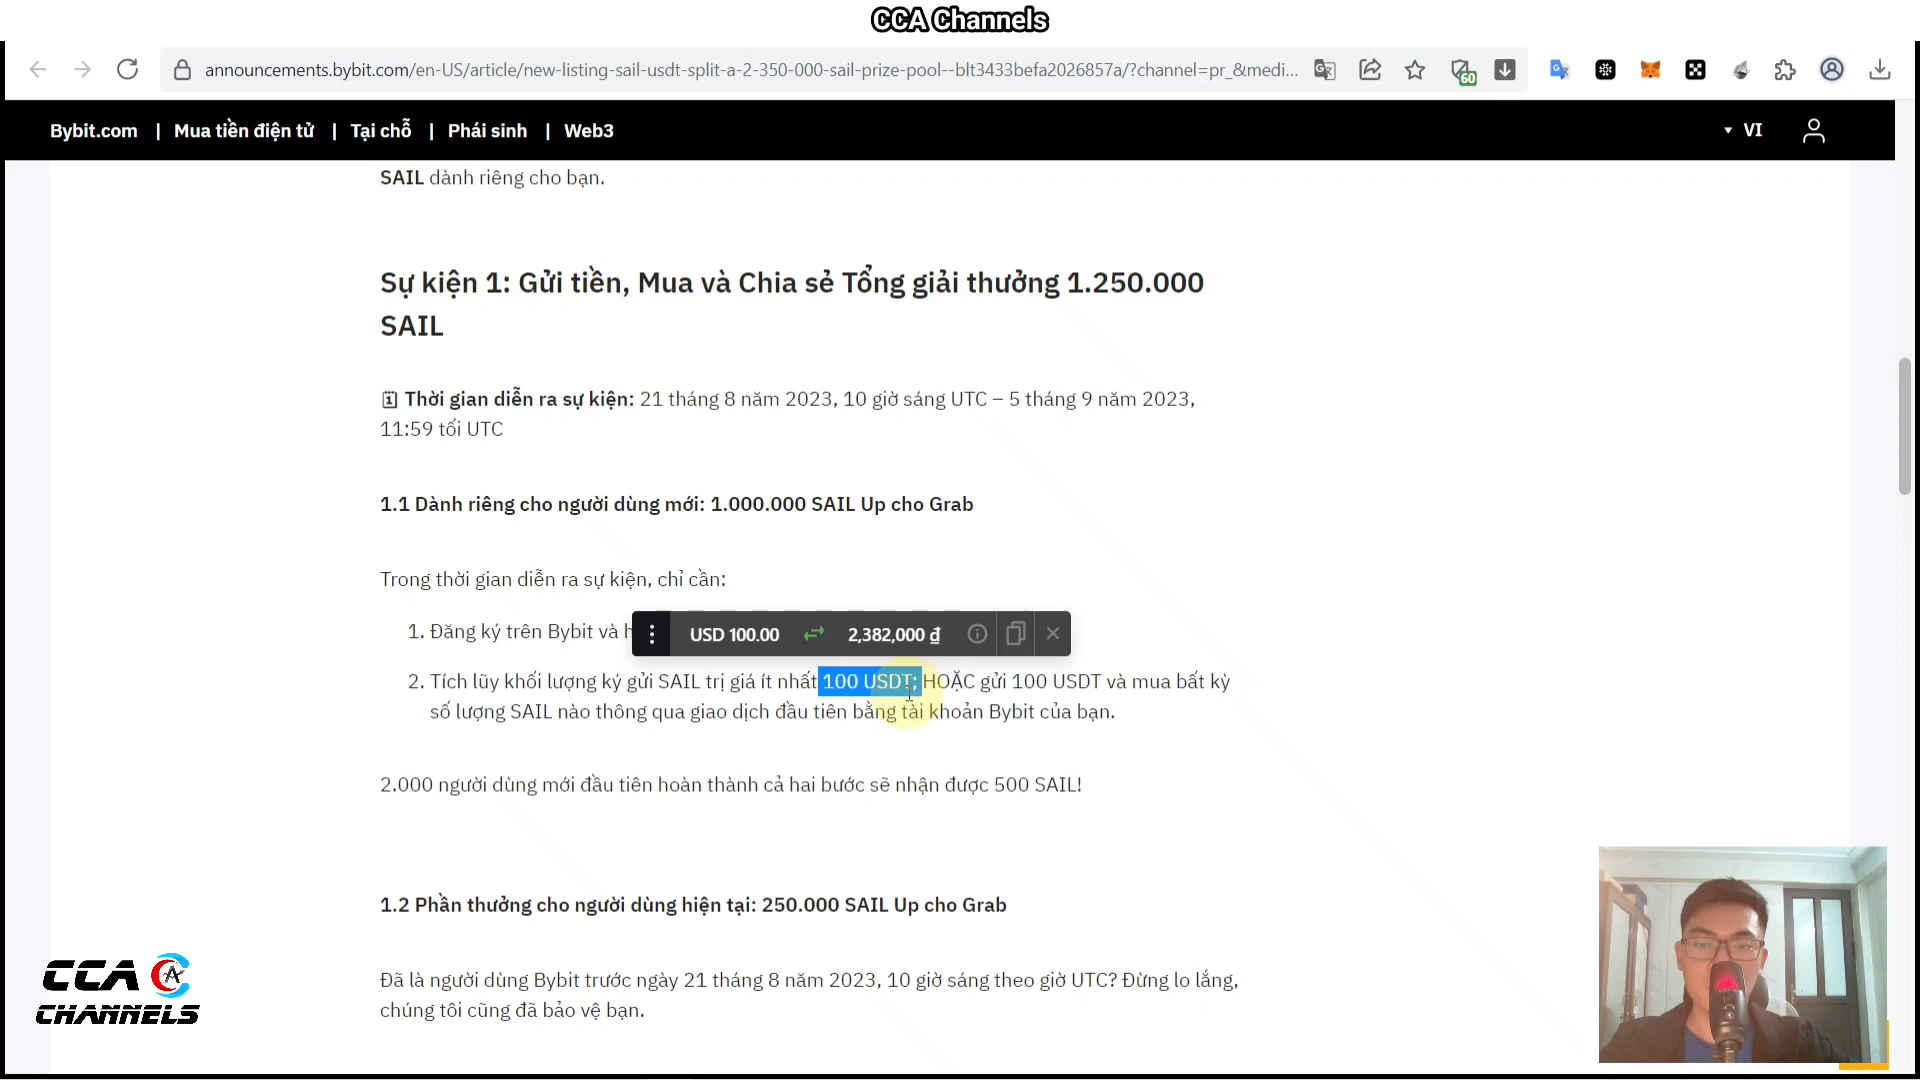 CCA Channels
announcements.bybit.com/en-US/article/new-listing-sail-usdt-split-a-2-350-000-sail-prize-pool--blt3433befa2026857a/?channel=pr_&medi...
60
Bybit.com | Mua tiền điện tử | Tại chỗ | Phái sinh | Web3
VI
SAIL dành riêng cho bạn.
Sự kiện 1: Gửi tiền, Mua và Chia sẻ Tổng giải thưởng 1.250.000
SAIL
Thời gian diễn ra sự kiện: 21 tháng 8 năm 2023, 10 giờ sáng UTC – 5 tháng 9 năm 2023,
11:59 tối UTC
1.1 Dành riêng cho người dùng mới: 1.000.000 SAIL Up cho Grab
Trong thời gian diễn ra sự kiện, chỉ cần:
1. Đăng ký trên Bybit và h
USD 100.00 2,382,000 ₫
2. Tích lũy khối lượng ký gửi SAIL trị giá ít nhất 100 USDT; HOẶC gửi 100 USDT và mua bất kỳ
số lượng SAIL nào thông qua giao dịch đầu tiên bằng tài khoản Bybit của bạn.
2.000 người dùng mới đầu tiên hoàn thành cả hai bước sẽ nhận được 500 SAIL!
1.2 Phần thưởng cho người dùng hiện tại: 250.000 SAIL Up cho Grab
Đã là người dùng Bybit trước ngày 21 tháng 8 năm 2023, 10 giờ sáng theo giờ UTC? Đừng lo lắng,
chúng tôi cũng đã bảo vệ bạn.
CCA
CHANNELS